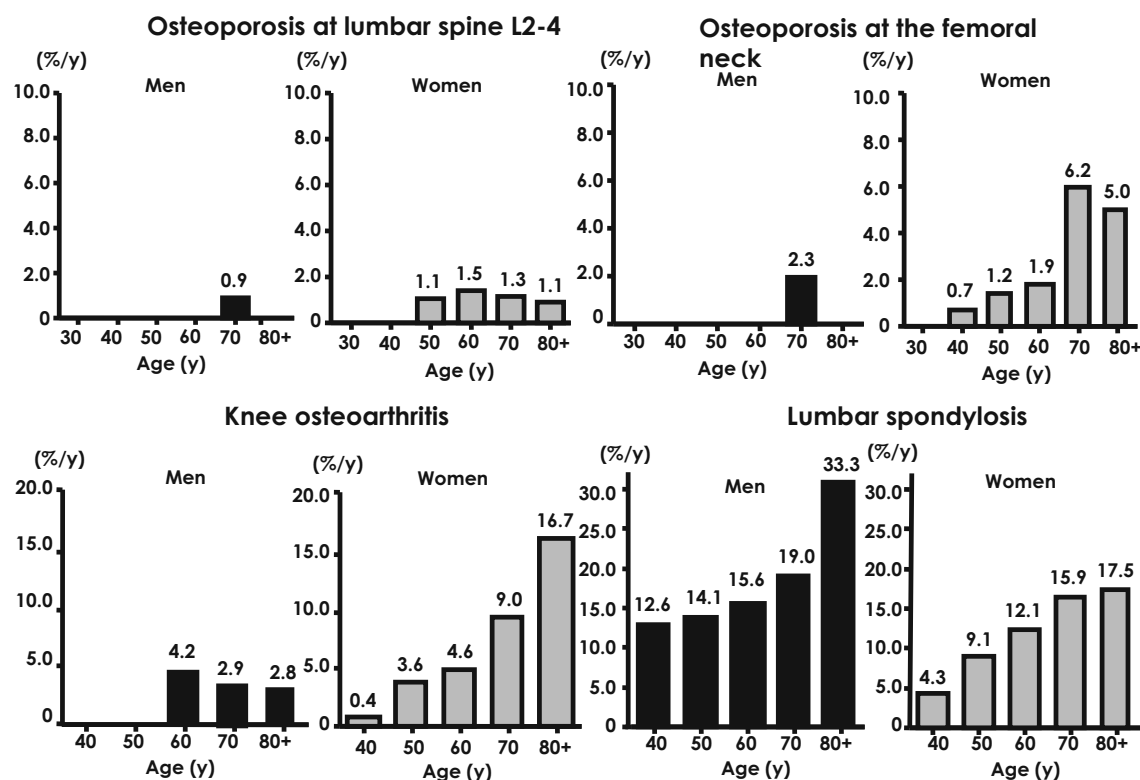 Osteoporosis at lumbar spine L2-4
(%/y)
Men
10.0
8.0
6.0
4.0
2.0
0
0.9
30 40 50 60 70 80+
Age (y)
(%/y)
Women
10.0
8.0
6.0
4.0
2.0
0
1.1 1.5 1.3 1.1
30 40 50 60 70 80+
Age (y)
Osteoporosis at the femoral
neck
(%/y)
Men
10.0
8.0
6.0
4.0
2.0
0
2.3
30 40 50 60 70 80+
Age (y)
(%/y)
Women
10.0
8.0
6.0
4.0
2.0
0
0.7 1.2 1.9 6.2 5.0
30 40 50 60 70 80+
Age (y)
Knee osteoarthritis
(%/y)
Men
20.0
15.0
10.0
5.0
0
4.2 2.9 2.8
40 50 60 70 80+
Age (y)
(%/y)
Women
20.0
15.0
10.0
5.0
0
0.4 3.6 4.6 9.0 16.7
40 50 60 70 80+
Age (y)
Lumbar spondylosis
(%/y)
Men
30.0
25.0
20.0
15.0
10.0
5.0
0
12.6 14.1 15.6 19.0 33.3
40 50 60 70 80+
Age (y)
(%/y)
Women
30.0
25.0
20.0
15.0
10.0
5.0
0
4.3 9.1 12.1 15.9 17.5
40 50 60 70 80+
Age (y)